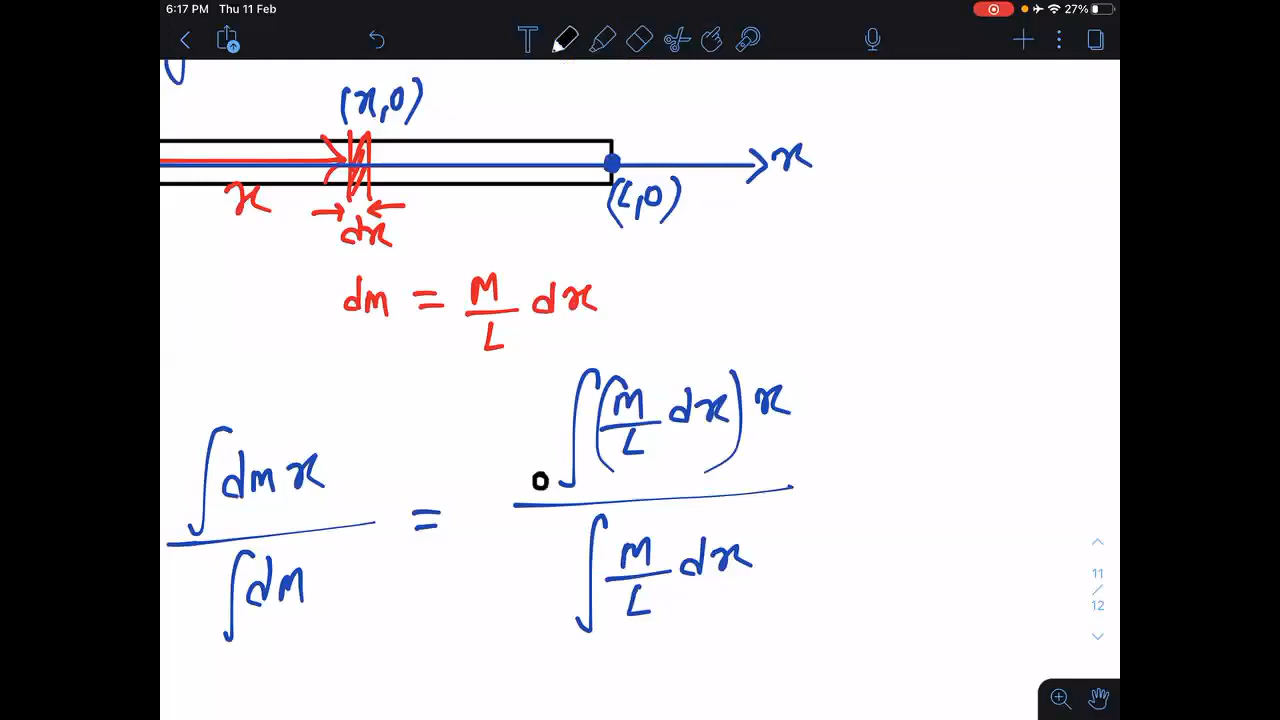 6:17 PM Thu 11 Feb 27%
T
(x,0)
x
x
(L,0)
dx
dm = M/L dx
∫dm x / ∫dm = 0 ∫(M/L dx) x / ∫ M/L dx
11
/
12